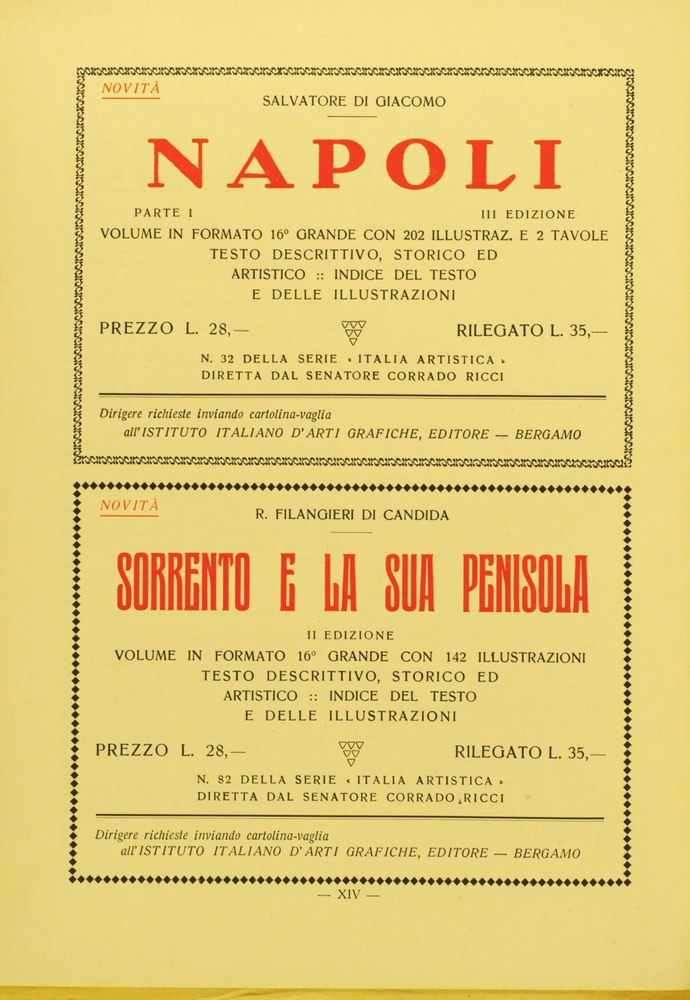 NOVITÀ
SALVATORE DI GIACOMO
NAPOLI
PARTE I III EDIZIONE
VOLUME IN FORMATO 16º GRANDE CON 202 ILLUSTRAZ. E 2 TAVOLE
TESTO DESCRITTIVO, STORICO ED
ARTISTICO :: INDICE DEL TESTO
E DELLE ILLUSTRAZIONI
PREZZO L. 28,— RILEGATO L. 35,—
N. 32 DELLA SERIE « ITALIA ARTISTICA »
DIRETTA DAL SENATORE CORRADO RICCI
Dirigere richieste inviando cartolina-vaglia
all'ISTITUTO ITALIANO D'ARTI GRAFICHE, EDITORE — BERGAMO
NOVITÀ
R. FILANGIERI DI CANDIDA
SORRENTO E LA SUA PENISOLA
II EDIZIONE
VOLUME IN FORMATO 16º GRANDE CON 142 ILLUSTRAZIONI
TESTO DESCRITTIVO, STORICO ED
ARTISTICO :: INDICE DEL TESTO
E DELLE ILLUSTRAZIONI
PREZZO L. 28,— RILEGATO L. 35,—
N. 82 DELLA SERIE « ITALIA ARTISTICA »
DIRETTA DAL SENATORE CORRADO RICCI
Dirigere richieste inviando cartolina-vaglia
all'ISTITUTO ITALIANO D'ARTI GRAFICHE, EDITORE — BERGAMO
— XIV —